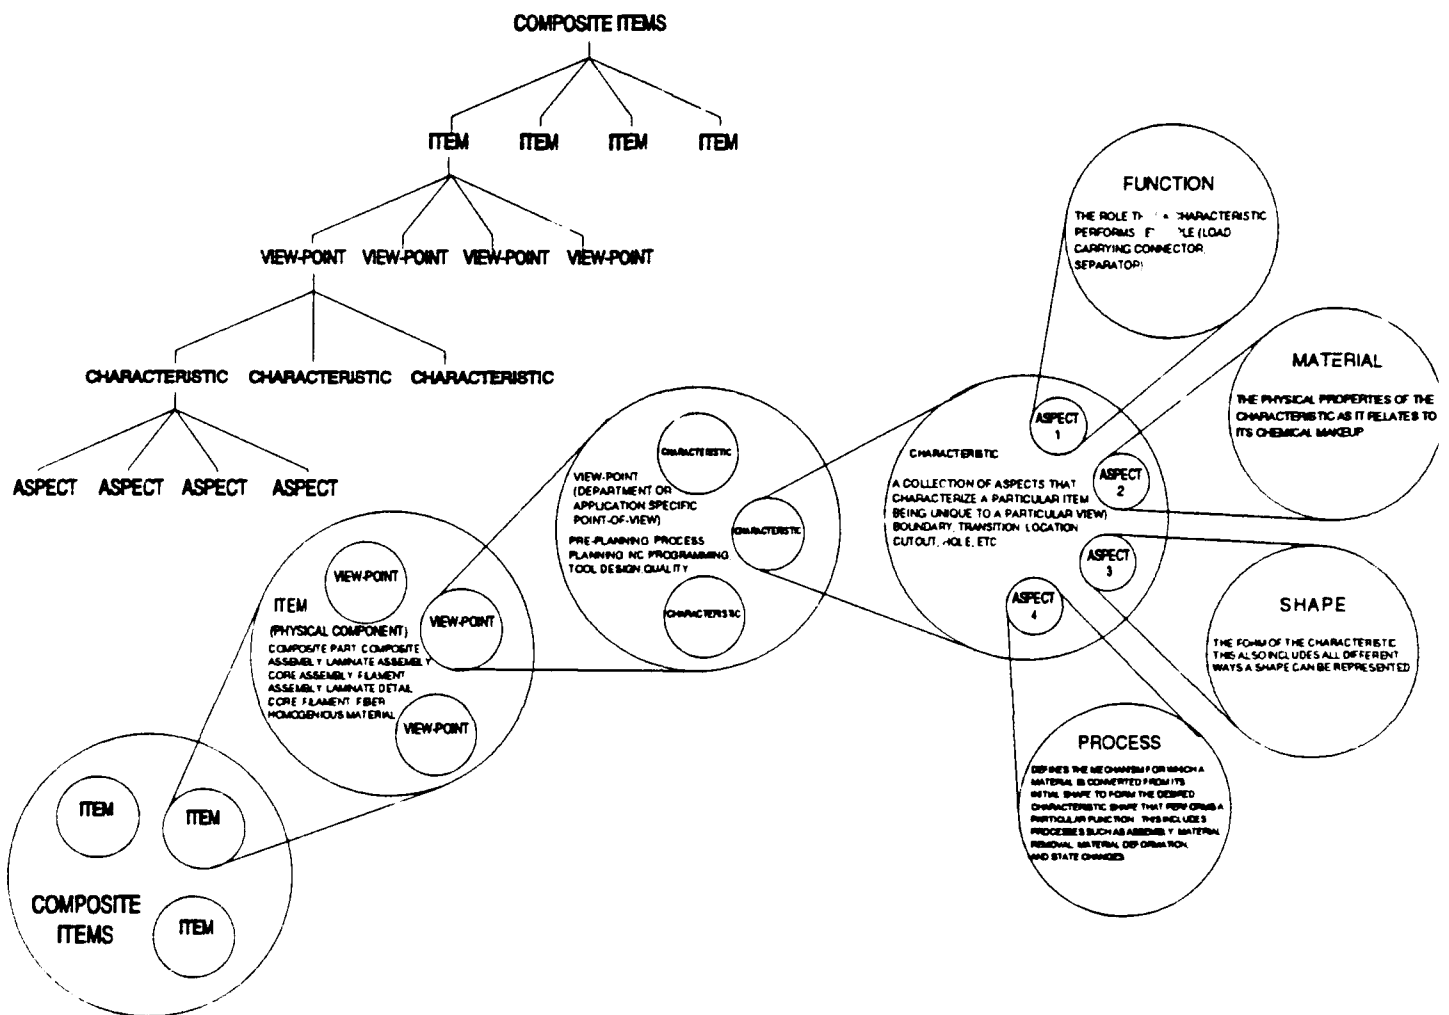 COMPOSITE ITEMS
ITEM ITEM ITEM ITEM
VIEW-POINT VIEW-POINT VIEW-POINT VIEW-POINT
CHARACTERISTIC CHARACTERISTIC CHARACTERISTIC
ASPECT ASPECT ASPECT ASPECT
COMPOSITE
ITEMS
ITEM
ITEM
ITEM
ITEM
(PHYSICAL COMPONENT)
COMPOSITE PART COMPOSITE
ASSEMBLY LAMINATE ASSEMBLY
CORE ASSEMBLY FILAMENT
ASSEMBLY LAMINATE DETAIL
CORE FILAMENT FIBER
HOMOGENIOUS MATERIAL
VIEW-POINT
VIEW-POINT
VIEW-POINT
VIEW-POINT
(DEPARTMENT OR
APPLICATION SPECIFIC
POINT-OF-VIEW)
PRE-PLANNING PROCESS
PLANNING NC PROGRAMMING
TOOL DESIGN QUALITY
CHARACTERISTIC
CHARACTERISTIC
CHARACTERISTIC
CHARACTERISTIC
A COLLECTION OF ASPECTS THAT
CHARACTERIZE A PARTICULAR ITEM
BEING UNIQUE TO A PARTICULAR VIEW)
BOUNDARY, TRANSITION LOCATION
CUTOUT, HOLE, ETC
ASPECT
1
ASPECT
2
ASPECT
3
ASPECT
4
FUNCTION
THE ROLE CHARACTERISTIC
PERFORMS (LOAD
CARRYING CONNECTOR
SEPARATOR)
MATERIAL
THE PHYSICAL PROPERTIES OF THE
CHARACTERISTIC AS IT RELATES TO
ITS CHEMICAL MAKEUP
SHAPE
THE FORM OF THE CHARACTERISTIC
THIS ALSO INCLUDES ALL DIFFERENT
WAYS A SHAPE CAN BE REPRESENTED
PROCESS
DEFINES THE MECHANISM FOR WHICH A
MATERIAL IS CONVERTED FROM ITS
INITIAL SHAPE TO FORM THE DESIRED
CHARACTERISTIC SHAPE THAT PERFORMS A
PARTICULAR FUNCTION THIS INCLUDES
PROCESSES SUCH AS ASSEMBLY MATERIAL
REMOVAL MATERIAL DEFORMATION
AND STATE CHANGES